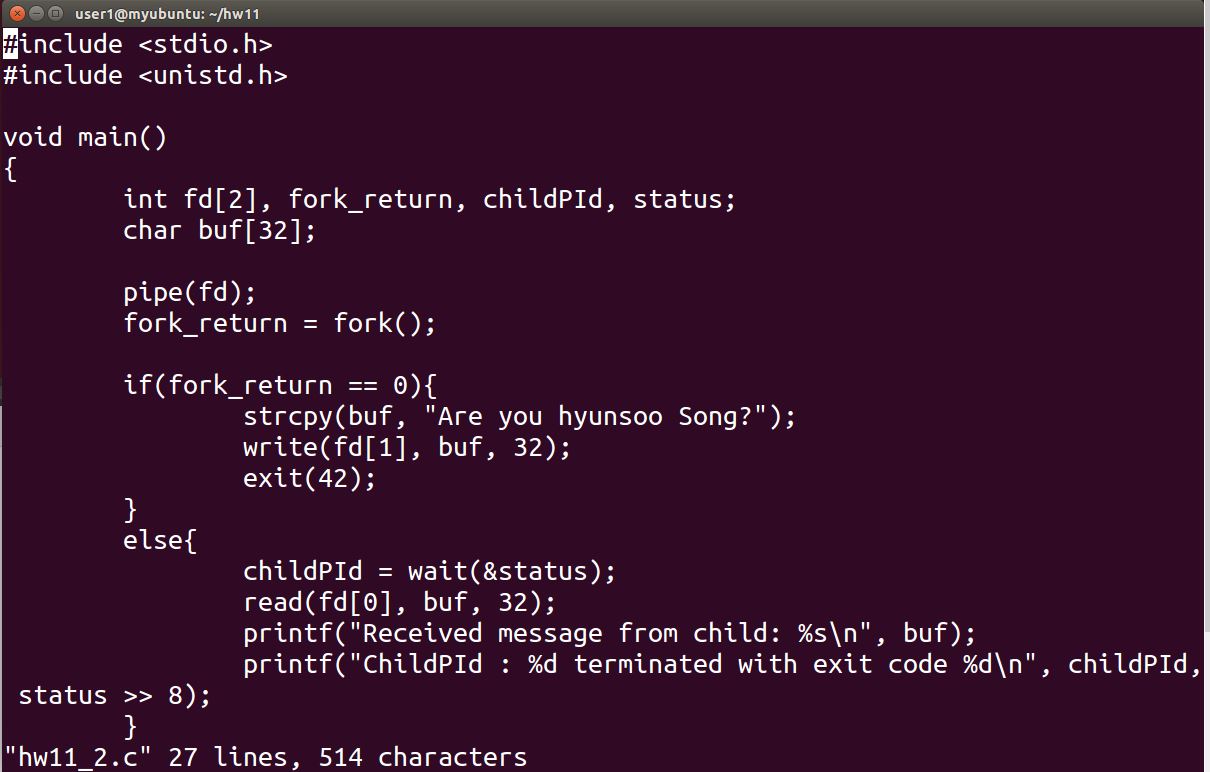 user1@myubuntu: ~/hw11
#include <stdio.h>
#include <unistd.h>

void main()
{
        int fd[2], fork_return, childPId, status;
        char buf[32];

        pipe(fd);
        fork_return = fork();

        if(fork_return == 0){
                strcpy(buf, "Are you hyunsoo Song?");
                write(fd[1], buf, 32);
                exit(42);
        }
        else{
                childPId = wait(&status);
                read(fd[0], buf, 32);
                printf("Received message from child: %s\n", buf);
                printf("ChildPId : %d terminated with exit code %d\n", childPId,
 status >> 8);
        }
"hw11_2.c" 27 lines, 514 characters